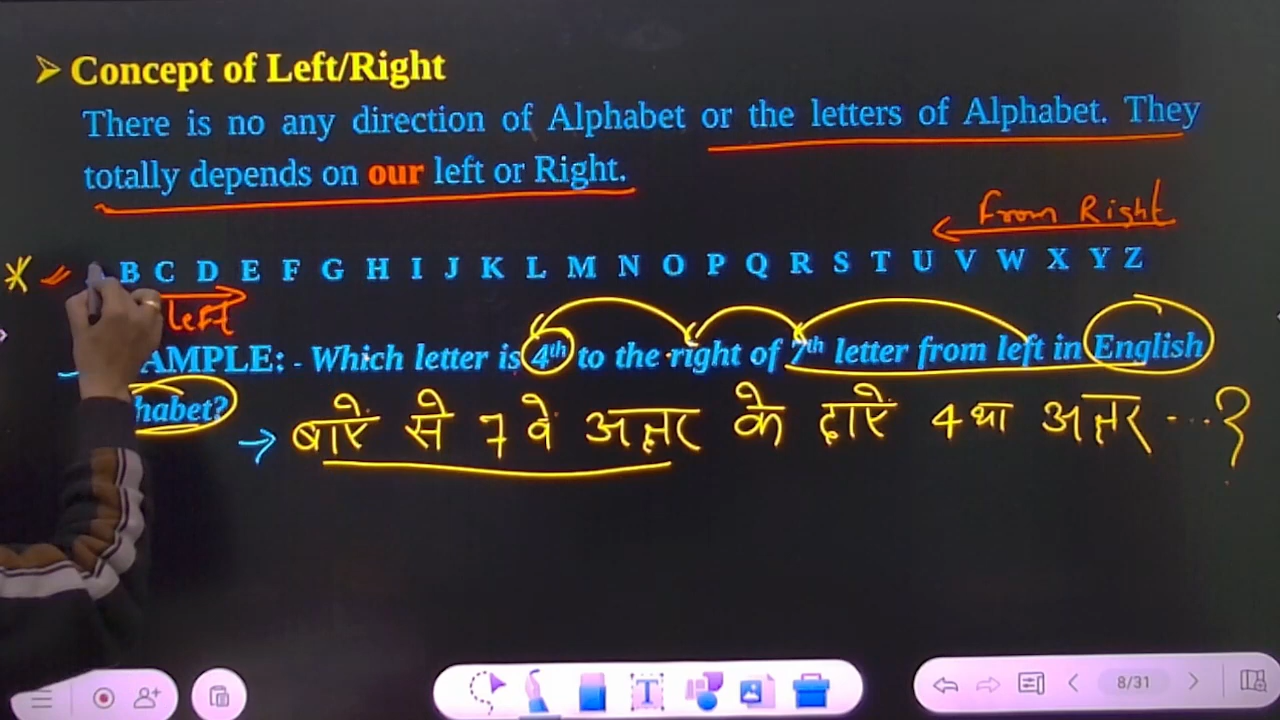 ➢ Concept of Left/Right
There is no any direction of Alphabet or the letters of Alphabet. They
totally depends on our left or Right.
From Right
B C D E F G H I J K L M N O P Q R S T U V W X Y Z
left
AMPLE: - Which letter is 4th to the right of 7th letter from left in English
habet?
→ बारें से 7 वें अक्षर के दारें 4 था अक्षर ...?
8/31